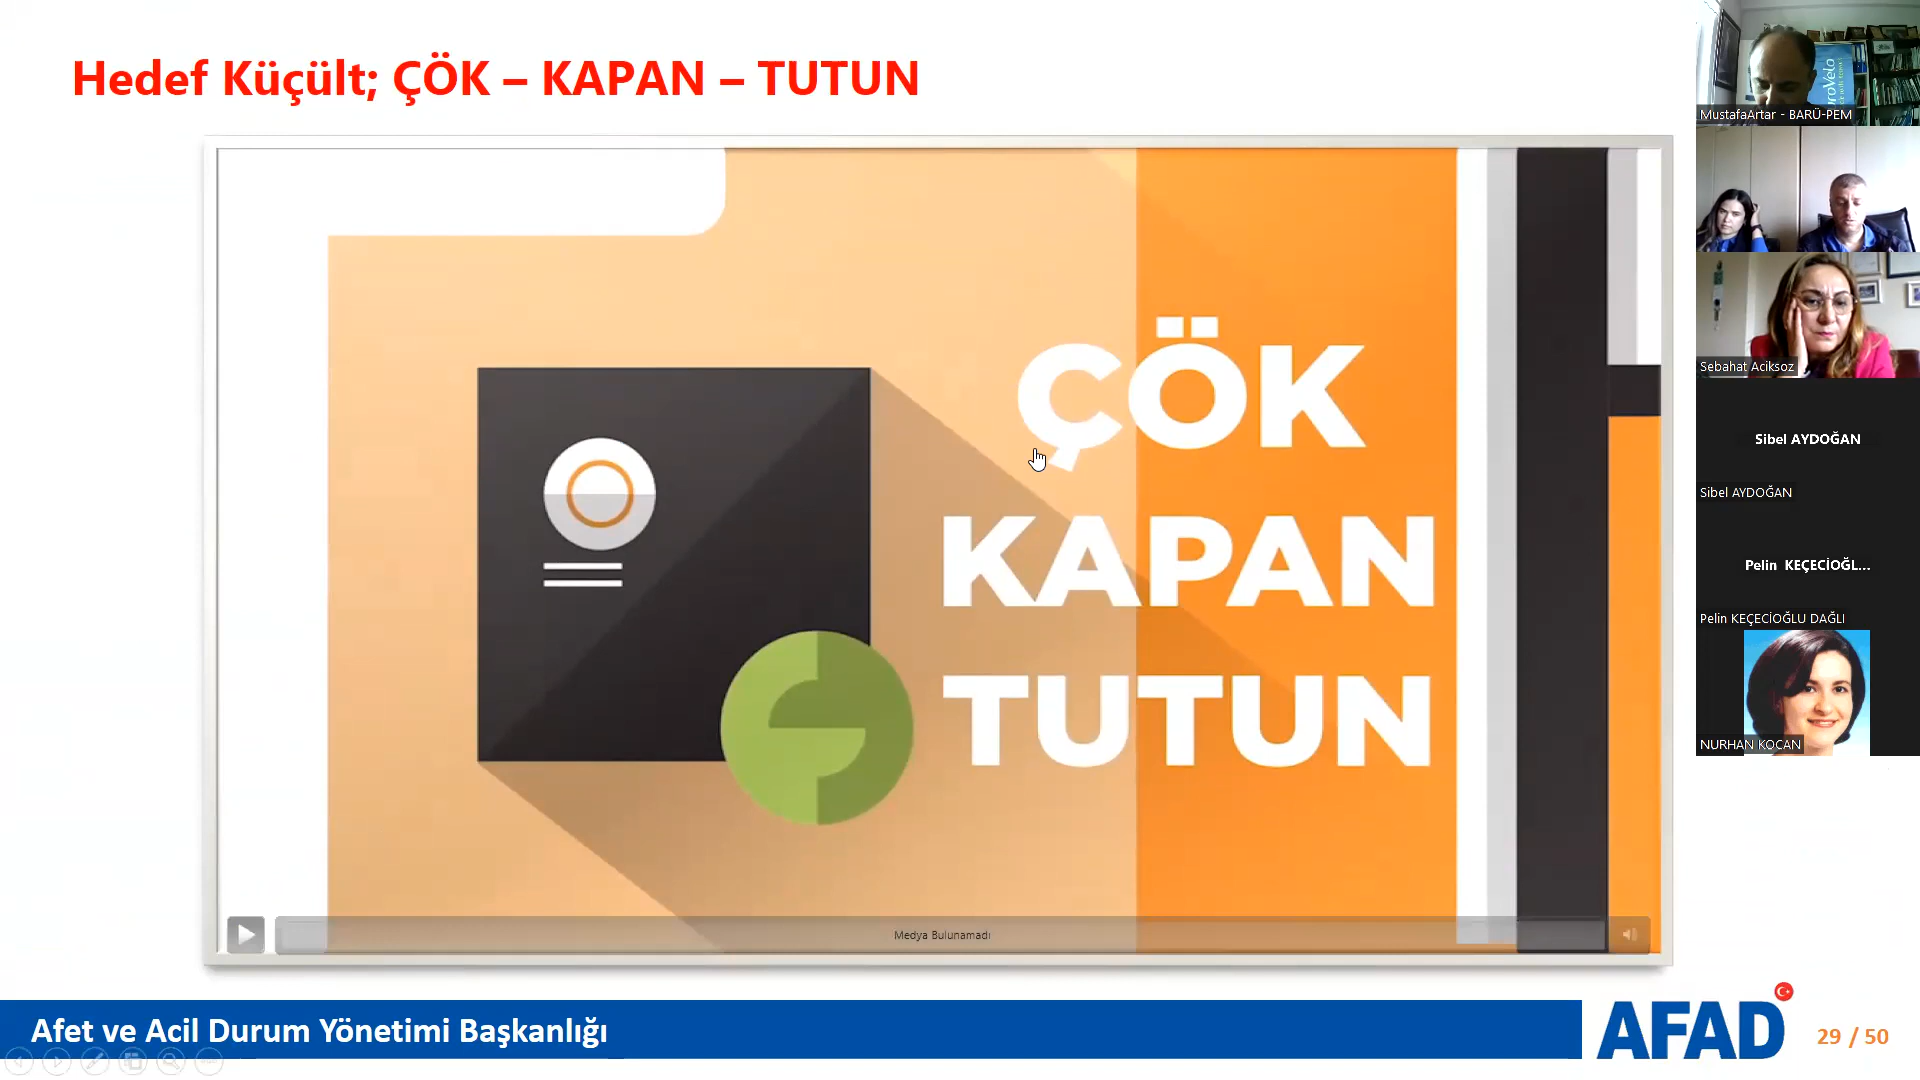 Hedef Küçült; ÇÖK – KAPAN – TUTUN
ÇÖK
KAPAN
TUTUN
Medya Bulunamadı
Afet ve Acil Durum Yönetimi Başkanlığı
AFAD
29 / 50
MustafaArtar - BARÜ-PEM
Sebahat Aciksoz
Sibel AYDOĞAN
Sibel AYDOĞAN
Pelin KEÇECİOĞL...
Pelin KEÇECİOĞLU DAĞLI
NURHAN KOCAN